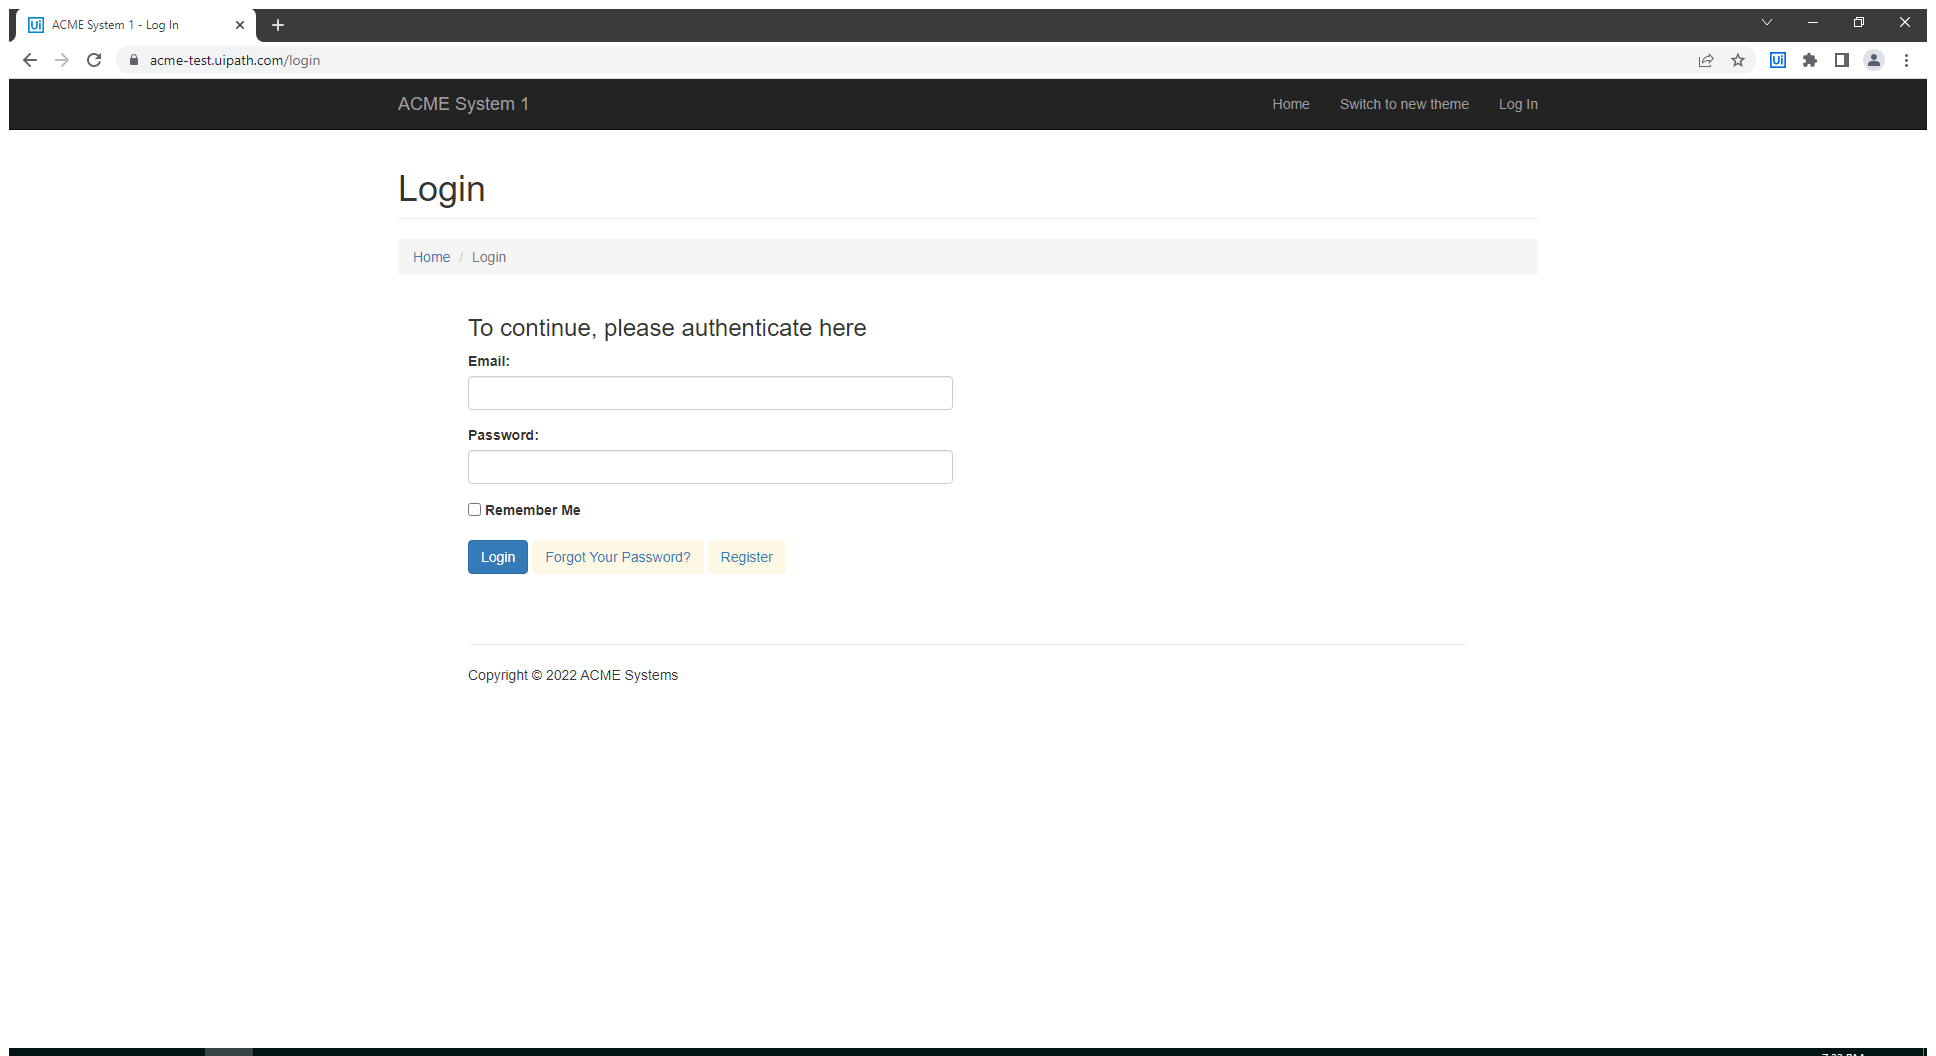 Ui ACME System 1 - Log In
acme-test.uipath.com/login
Ui
ACME System 1 Home Switch to new theme Log In
Login
Home / Login
To continue, please authenticate here
Email:
Password:
Remember Me
Login Forgot Your Password? Register
Copyright © 2022 ACME Systems